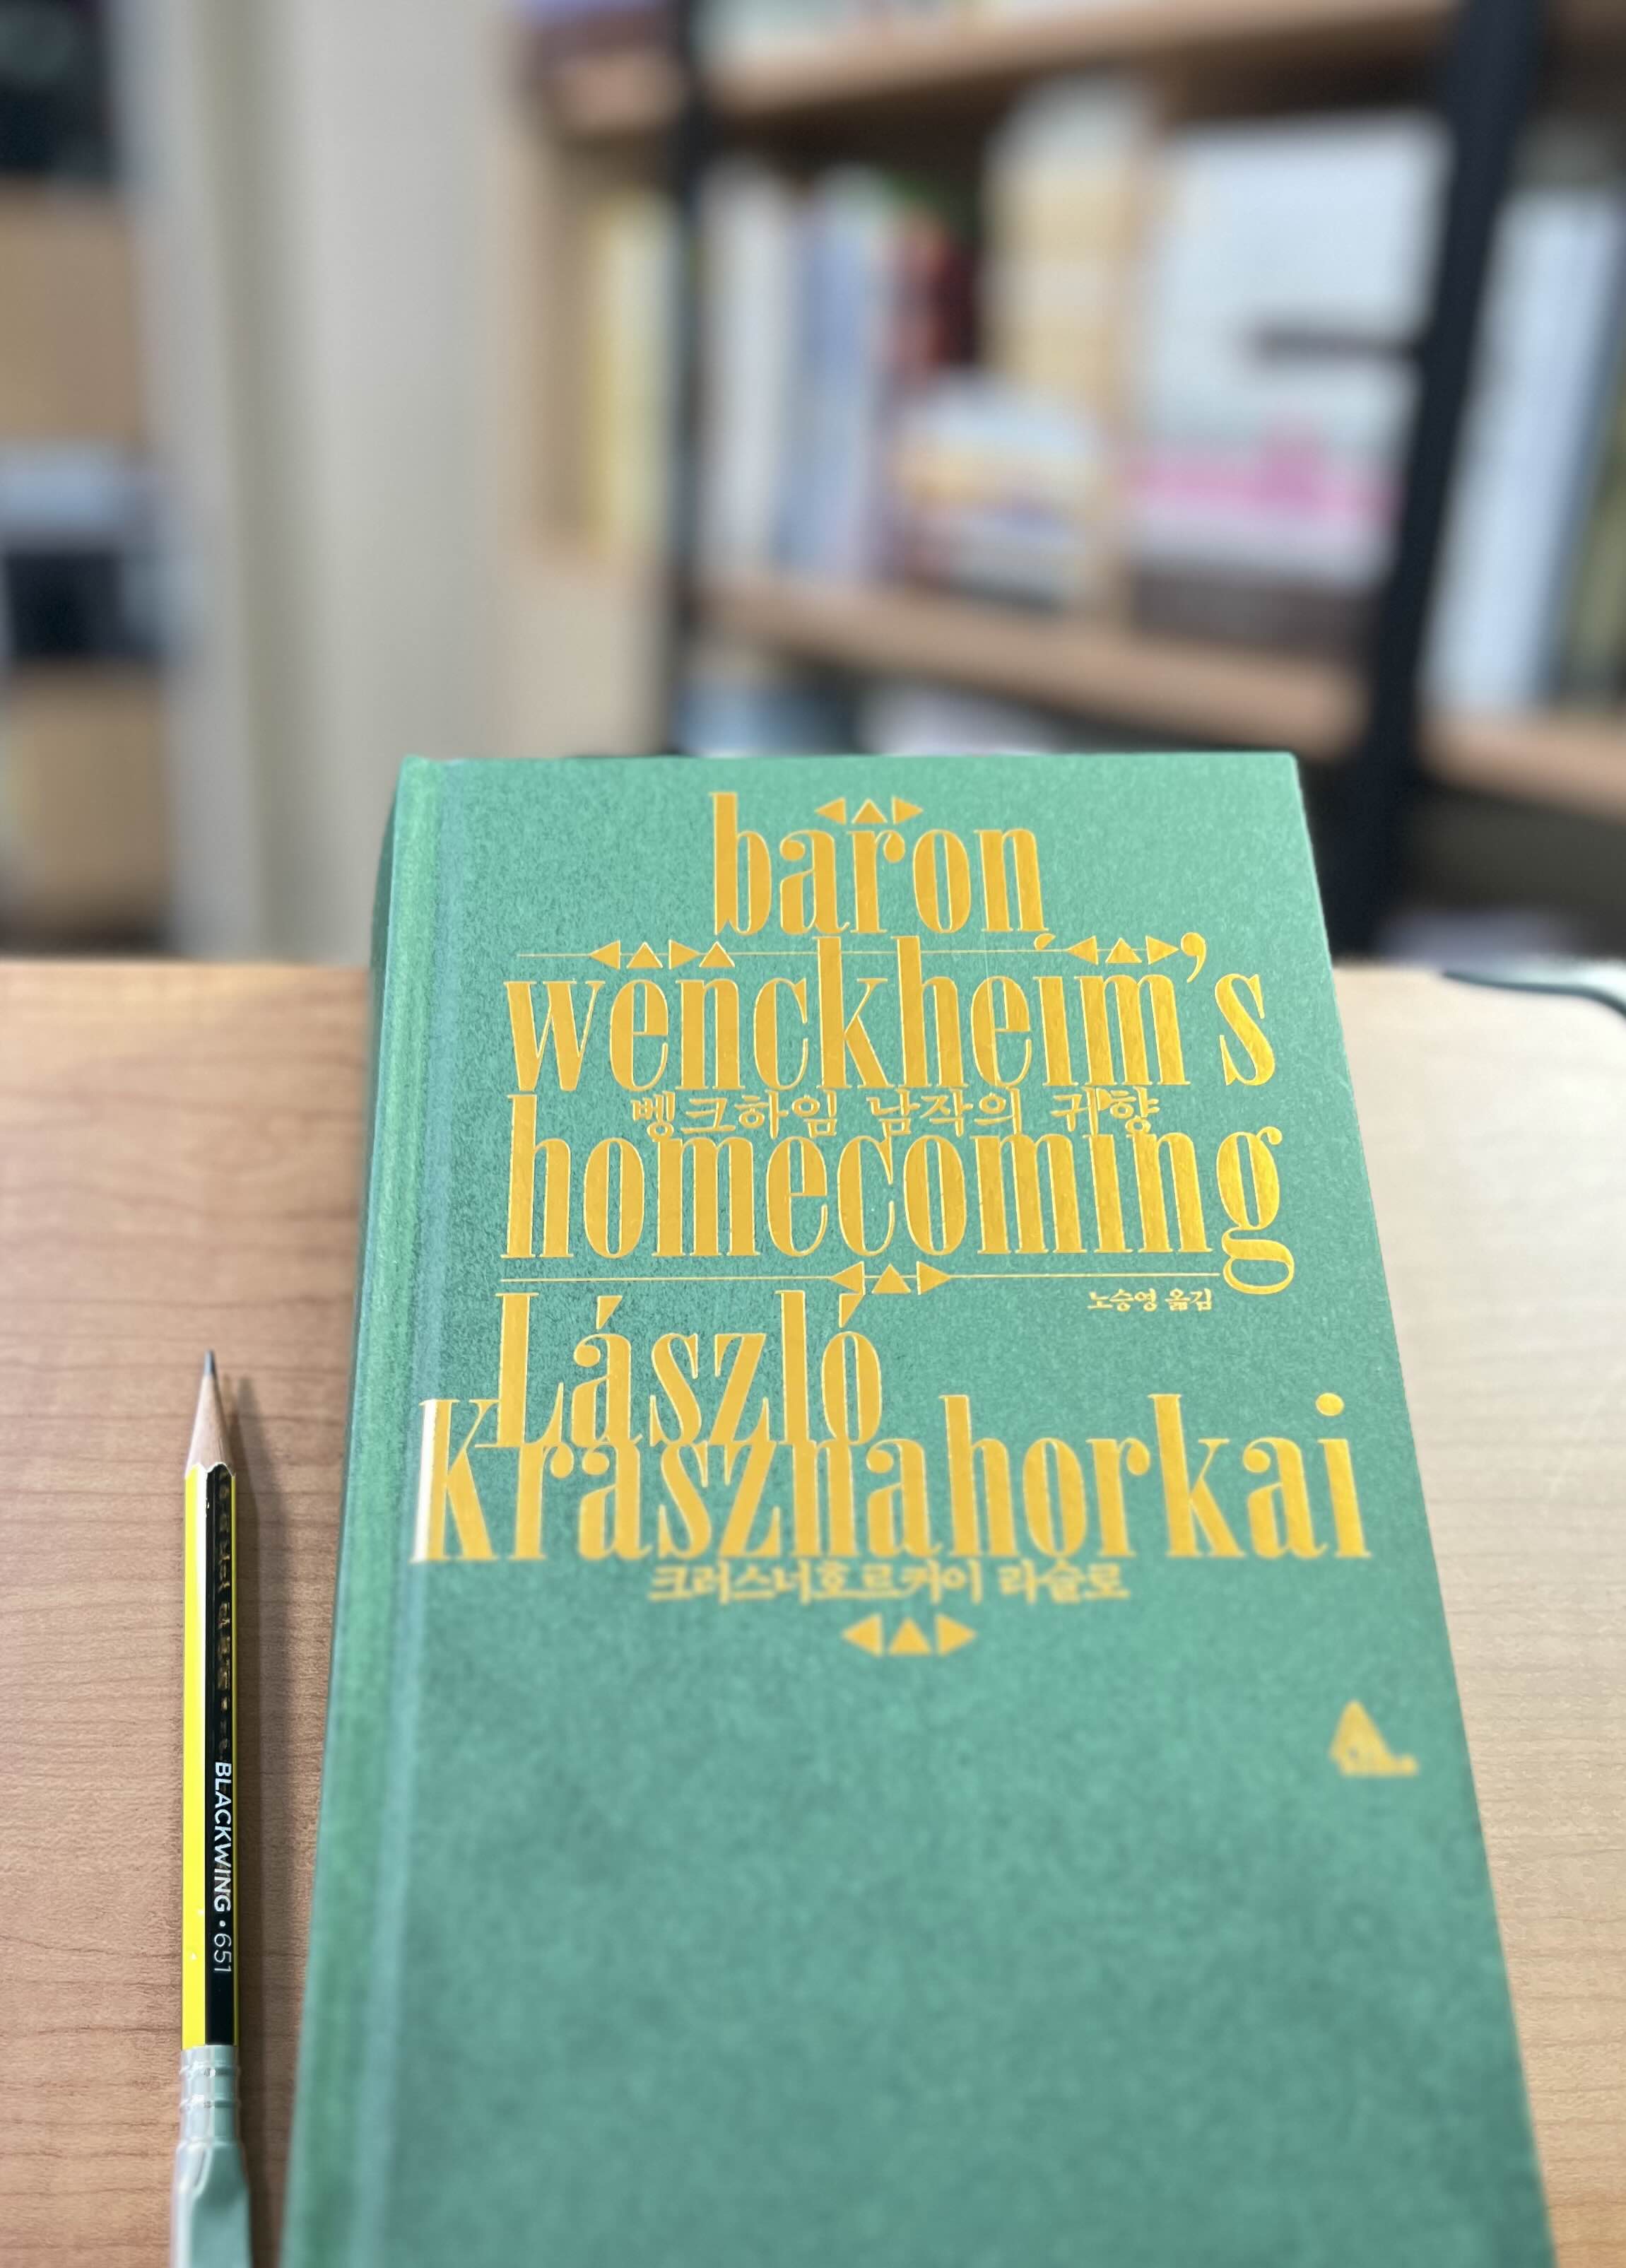 baron
wenckheim's
벵크하임 남작의 귀향
homecoming
노승영 옮김
László
Krasznahorkai
크러스너호르커이 라슬로
BLACKWING • 651